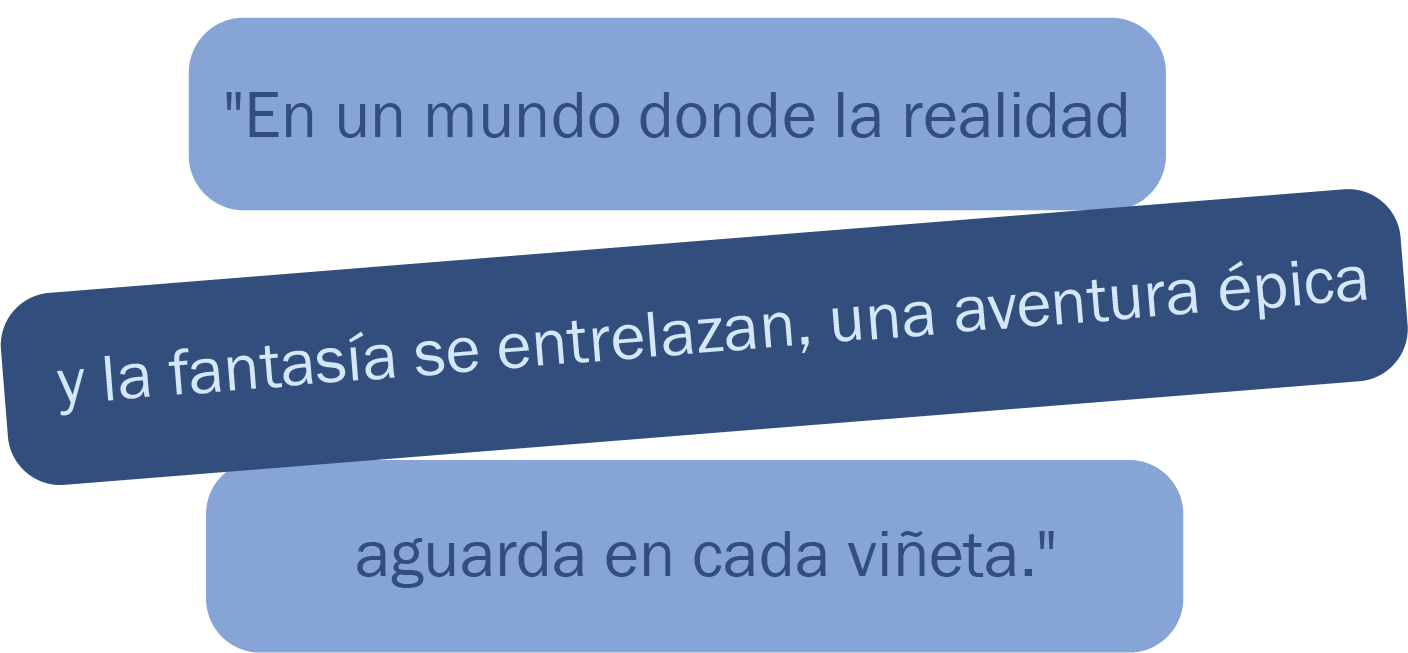 "En un mundo donde la realidad
y la fantasía se entrelazan, una aventura épica
aguarda en cada viñeta."